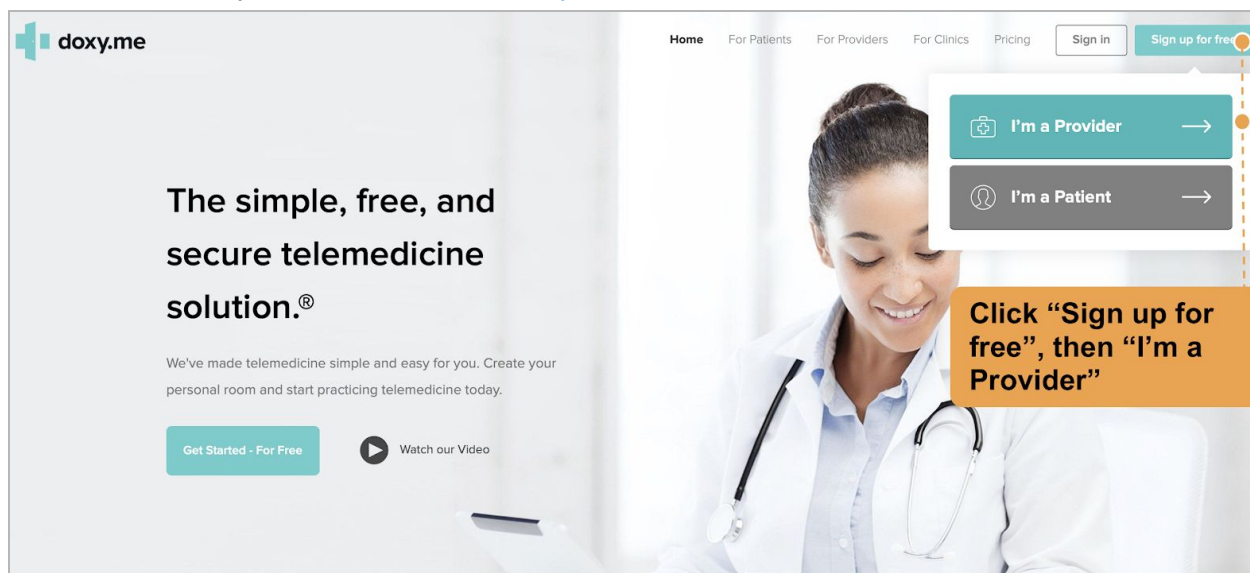 doxy.me
Home For Patients For Providers For Clinics Pricing Sign in Sign up for free
I'm a Provider
I'm a Patient
The simple, free, and
secure telemedicine
solution.®
We've made telemedicine simple and easy for you. Create your
personal room and start practicing telemedicine today.
Get Started - For Free Watch our Video
Click “Sign up for
free”, then “I’m a
Provider”